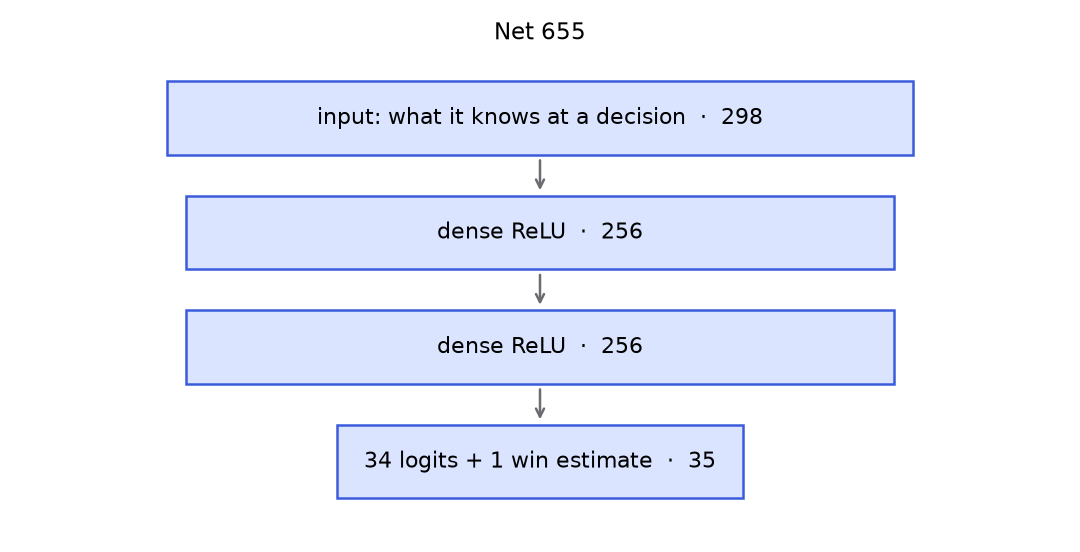 Net 655
input: what it knows at a decision · 298
dense ReLU · 256
dense ReLU · 256
34 logits + 1 win estimate · 35